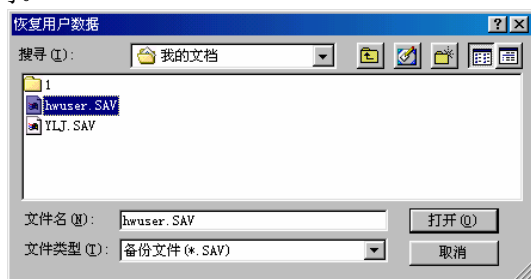 恢复用户数据
搜寻(I): 我的文档
1
hwuser.SAV
YLJ.SAV
文件名(N): hwuser.SAV 打开(O)
文件类型(T): 备份文件(*.SAV) 取消